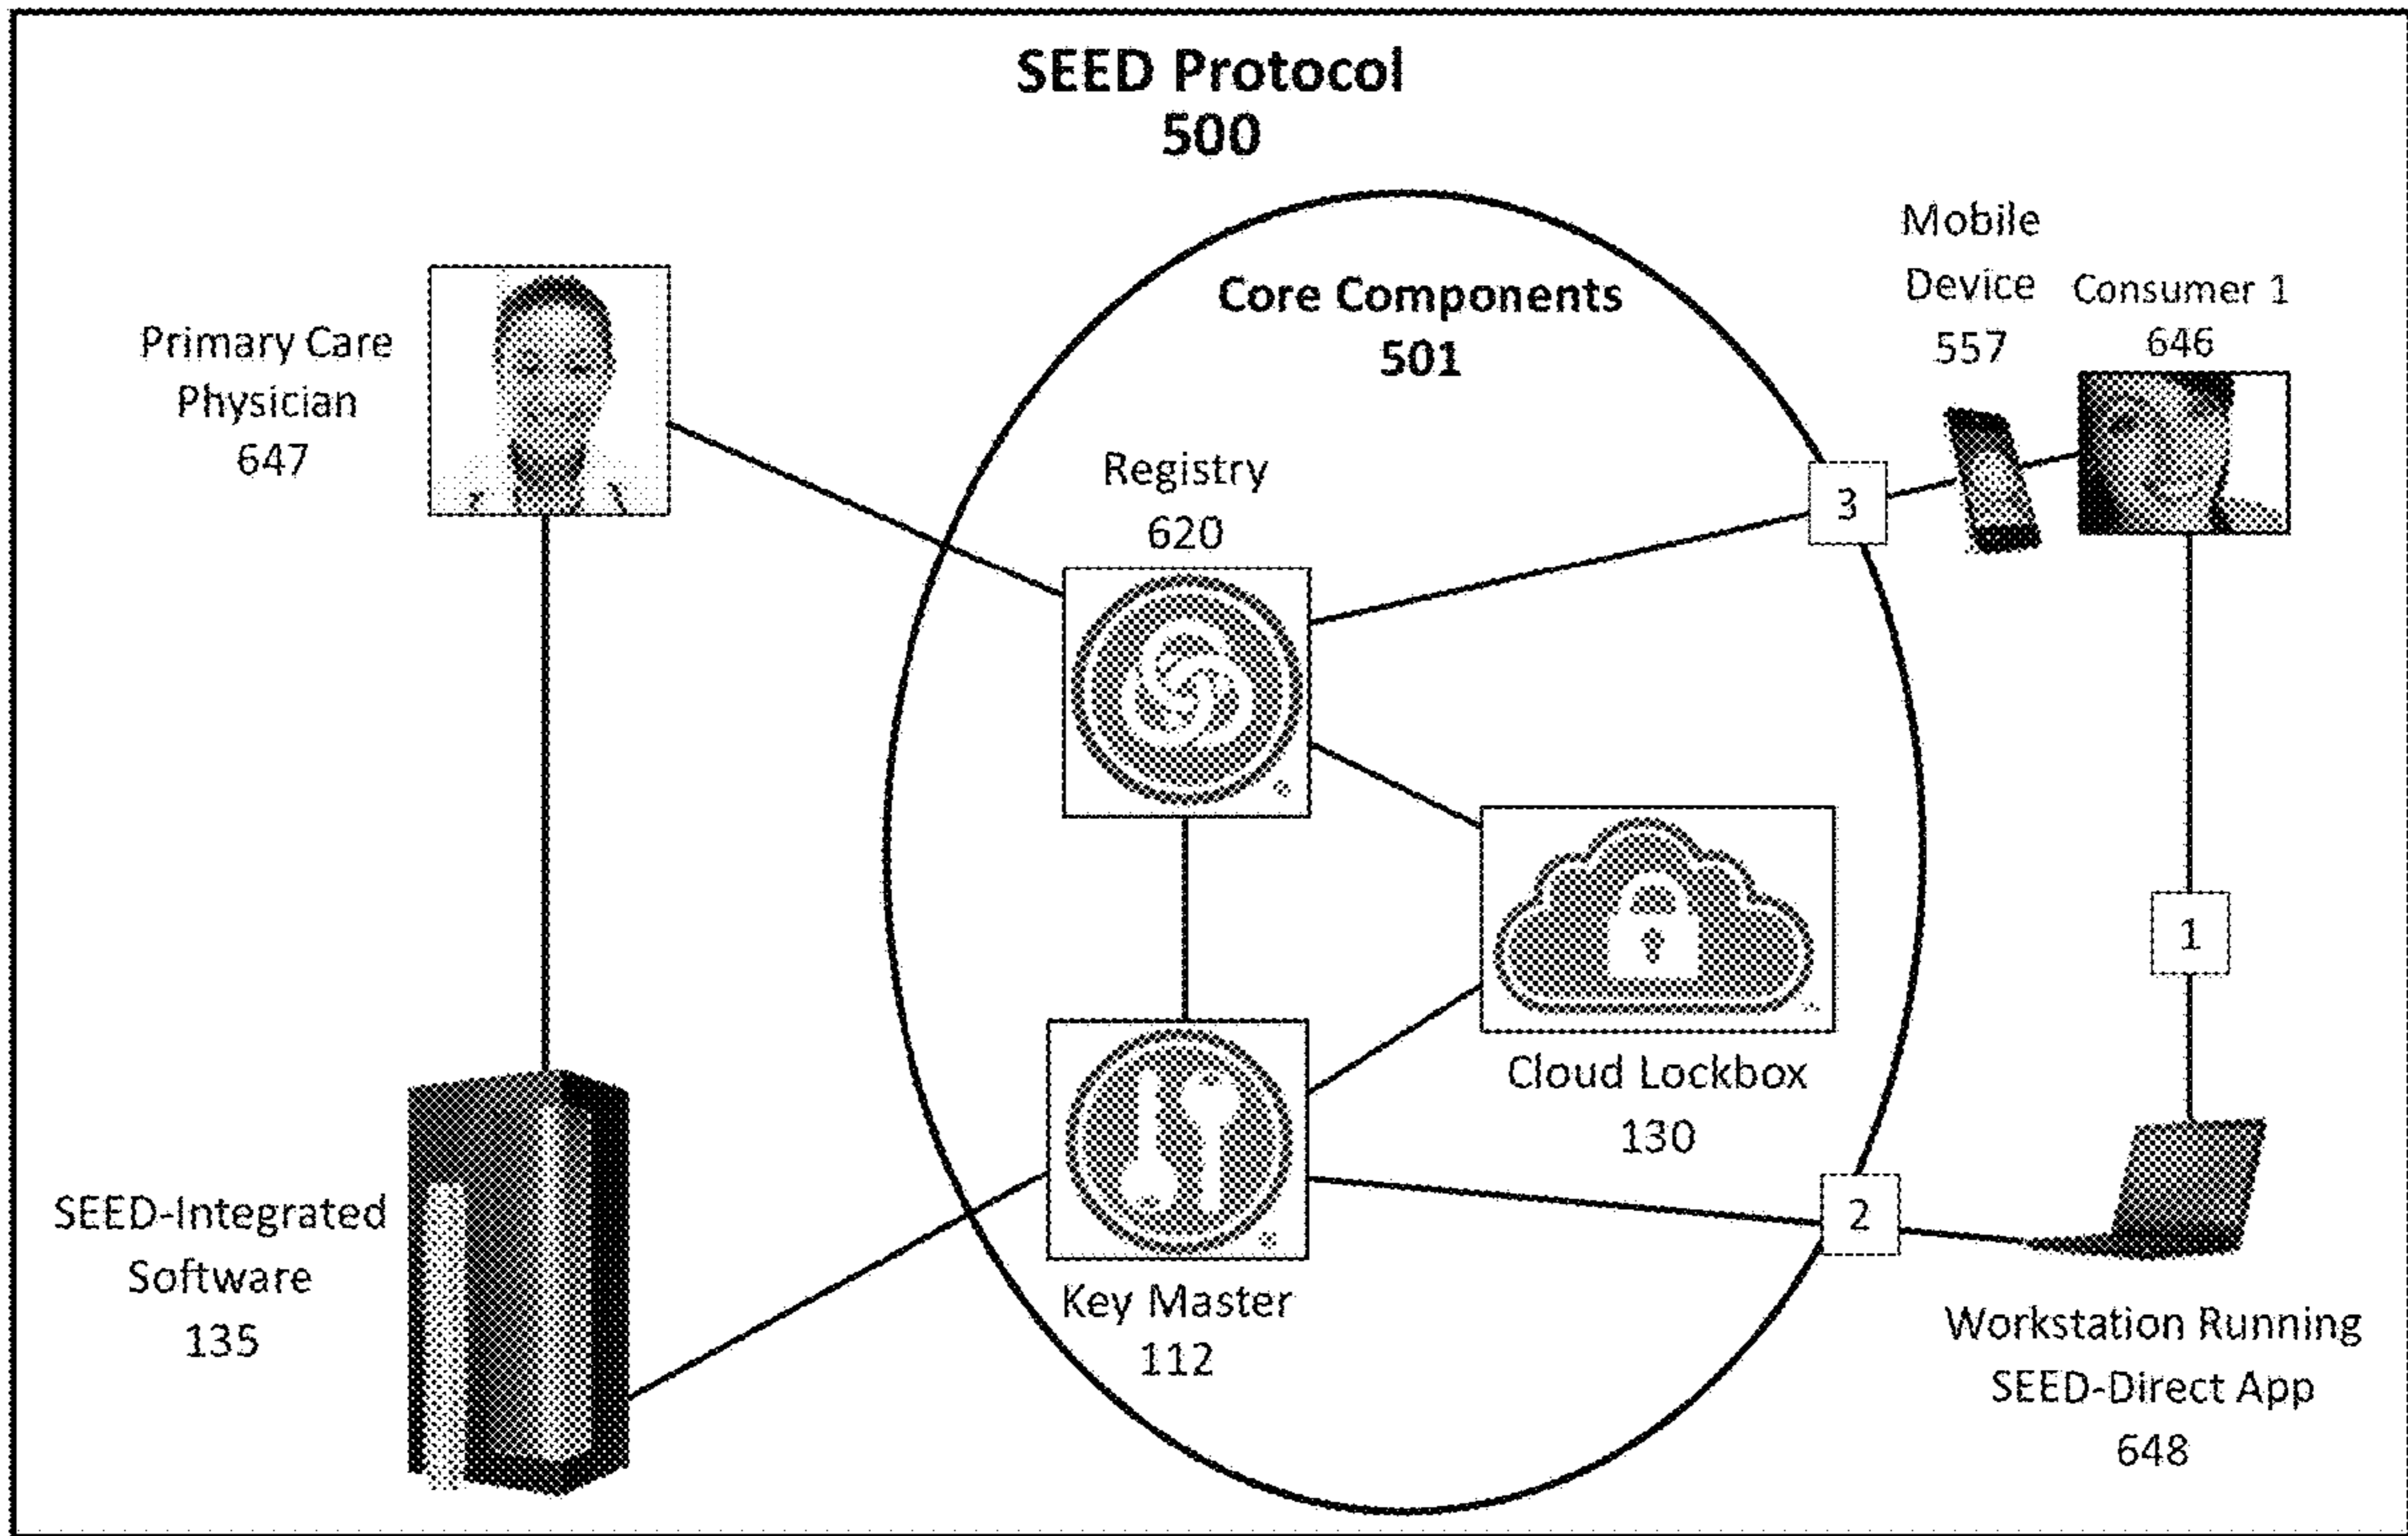 SEED Protocol
500
Core Components
501
Mobile
Device
557
Consumer 1
646
Primary Care
Physician
647
Registry
620
3
1
Cloud Lockbox
130
SEED-Integrated
Software
135
Key Master
112
2
Workstation Running
SEED-Direct App
648